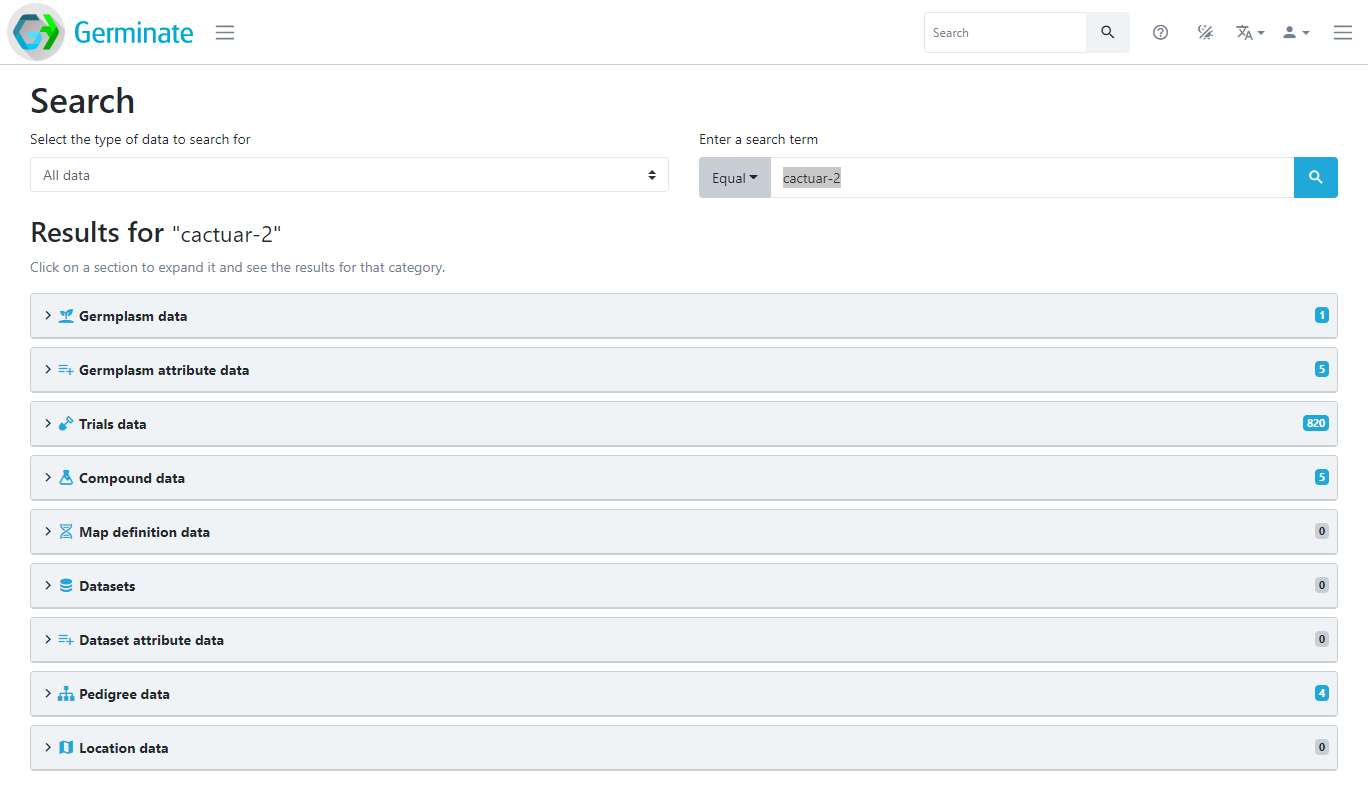 Germinate
Search
Search
Select the type of data to search for
Enter a search term
All data
Equal
cactuar-2
Results for "cactuar-2"
Click on a section to expand it and see the results for that category.
Germplasm data 1
Germplasm attribute data 5
Trials data 820
Compound data 5
Map definition data 0
Datasets 0
Dataset attribute data 0
Pedigree data 4
Location data 0